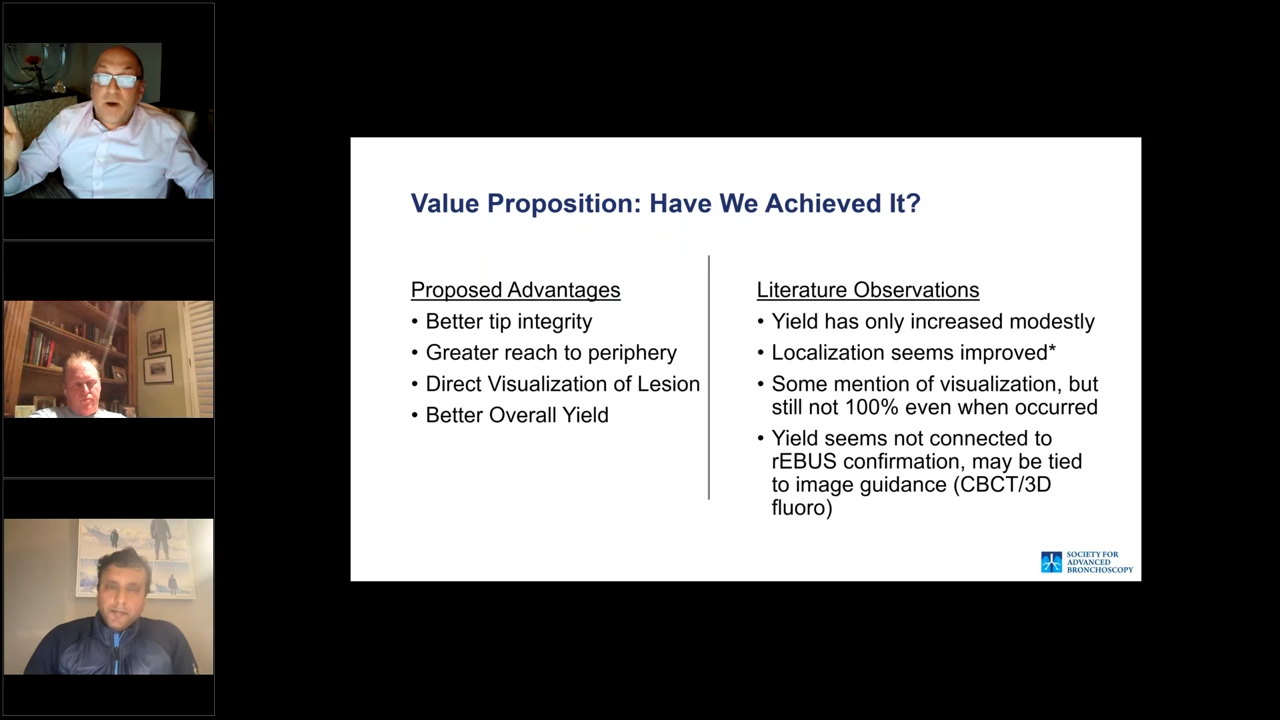 Value Proposition: Have We Achieved It?
Proposed Advantages
• Better tip integrity
• Greater reach to periphery
• Direct Visualization of Lesion
• Better Overall Yield
Literature Observations
• Yield has only increased modestly
• Localization seems improved*
• Some mention of visualization, but
still not 100% even when occurred
• Yield seems not connected to
rEBUS confirmation, may be tied
to image guidance (CBCT/3D
fluoro)
SOCIETY FOR
ADVANCED
BRONCHOSCOPY